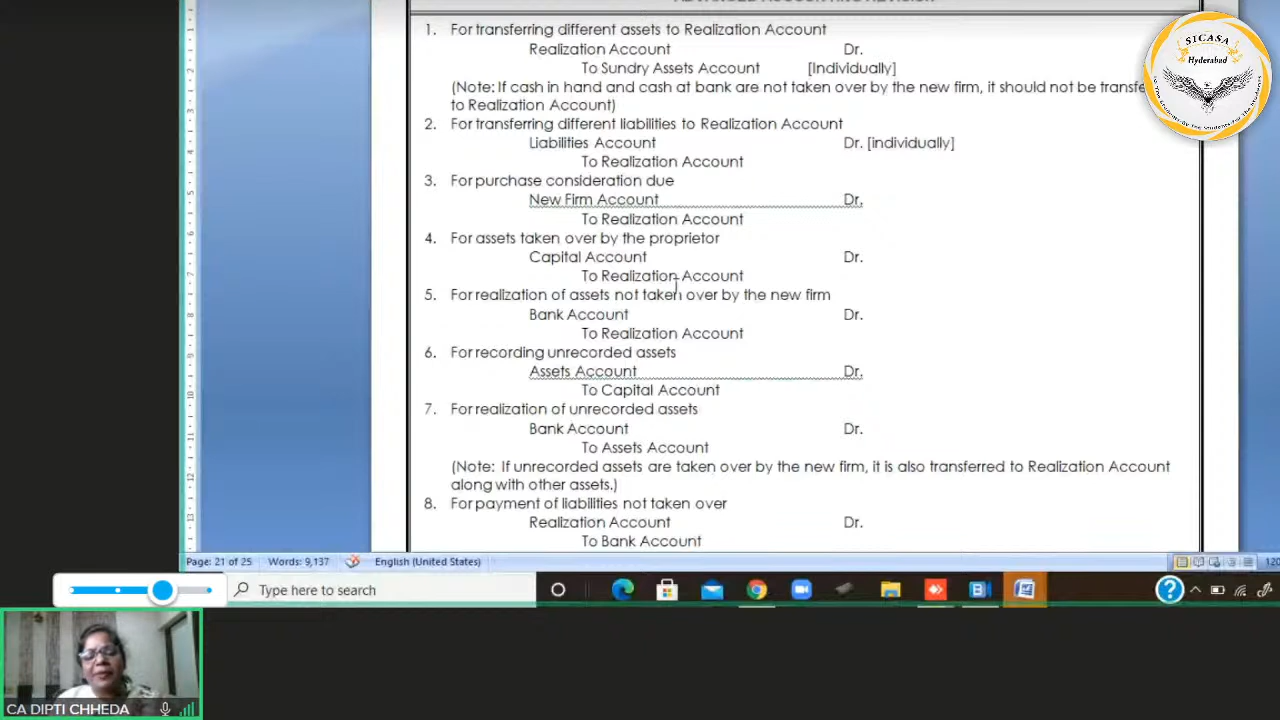 1. For transferring different assets to Realization Account
Realization Account Dr.
To Sundry Assets Account [Individually]
(Note: If cash in hand and cash at bank are not taken over by the new firm, it should not be transfe
to Realization Account)
2. For transferring different liabilities to Realization Account
Liabilities Account Dr. [individually]
To Realization Account
3. For purchase consideration due
New Firm Account Dr.
To Realization Account
4. For assets taken over by the proprietor
Capital Account Dr.
To Realization Account
5. For realization of assets not taken over by the new firm
Bank Account Dr.
To Realization Account
6. For recording unrecorded assets
Assets Account Dr.
To Capital Account
7. For realization of unrecorded assets
Bank Account Dr.
To Assets Account
(Note: If unrecorded assets are taken over by the new firm, it is also transferred to Realization Account
along with other assets.)
8. For payment of liabilities not taken over
Realization Account Dr.
To Bank Account
SICASA
Hyderabad
Page: 21 of 25 Words: 9,137 English (United States) 120
Type here to search
CA DIPTI CHHEDA